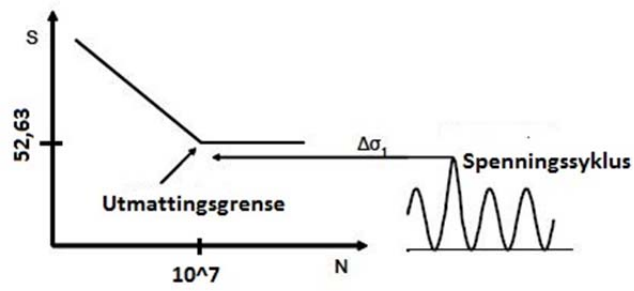 S
52,63
Δσ1
Spenningssyklus
Utmattingsgrense
10^7
N